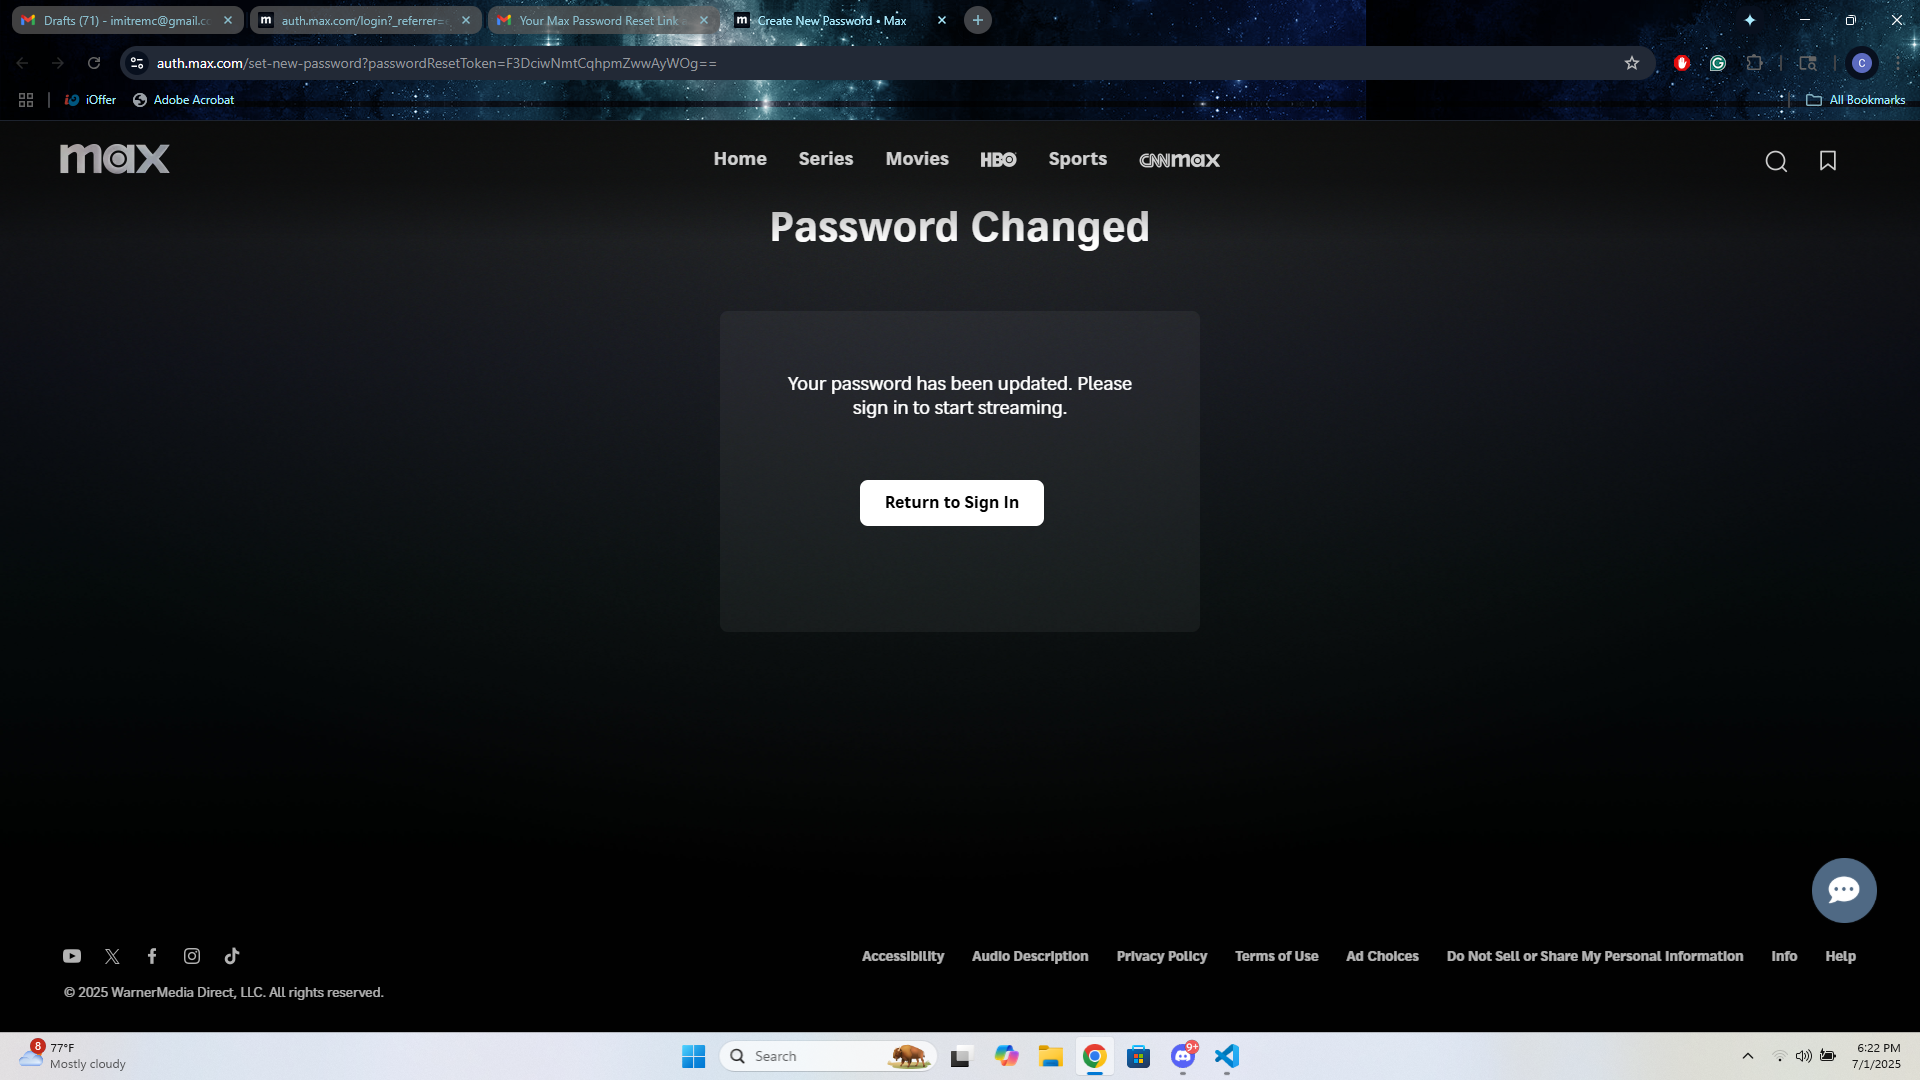 Drafts (71) - imitremc@gmail.cc
auth.max.com/login?_referrer=
Your Max Password Reset Link
Create New Password • Max
auth.max.com/set-new-password?passwordResetToken=F3DciwNmtCqhpmZwwAyWOg==
C
iOffer
Adobe Acrobat
All Bookmarks
max
Home
Series
Movies
HBO
Sports
CNN max
Password Changed
Your password has been updated. Please
sign in to start streaming.
Return to Sign In
Accessibility
Audio Description
Privacy Policy
Terms of Use
Ad Choices
Do Not Sell or Share My Personal Information
Info
Help
© 2025 WarnerMedia Direct, LLC. All rights reserved.
8
77°F
Mostly cloudy
Search
9+
6:22 PM
7/1/2025